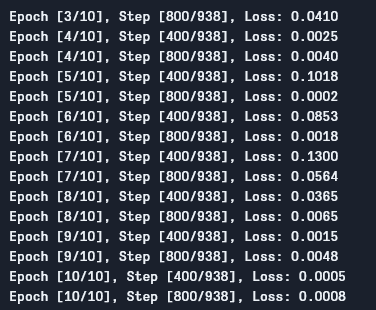 Epoch [3/10], Step [800/938], Loss: 0.0410
Epoch [4/10], Step [400/938], Loss: 0.0025
Epoch [4/10], Step [800/938], Loss: 0.0040
Epoch [5/10], Step [400/938], Loss: 0.1018
Epoch [5/10], Step [800/938], Loss: 0.0002
Epoch [6/10], Step [400/938], Loss: 0.0853
Epoch [6/10], Step [800/938], Loss: 0.0018
Epoch [7/10], Step [400/938], Loss: 0.1300
Epoch [7/10], Step [800/938], Loss: 0.0564
Epoch [8/10], Step [400/938], Loss: 0.0365
Epoch [8/10], Step [800/938], Loss: 0.0065
Epoch [9/10], Step [400/938], Loss: 0.0015
Epoch [9/10], Step [800/938], Loss: 0.0048
Epoch [10/10], Step [400/938], Loss: 0.0005
Epoch [10/10], Step [800/938], Loss: 0.0008